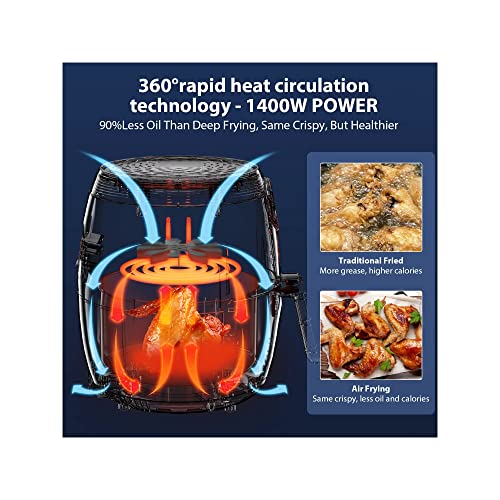 360°rapid heat circulation
technology - 1400W POWER
90%Less Oil Than Deep Frying, Same Crispy, But Healthier
Traditional Fried
More grease, higher calories
Air Frying
Same crispy, less oil and calories